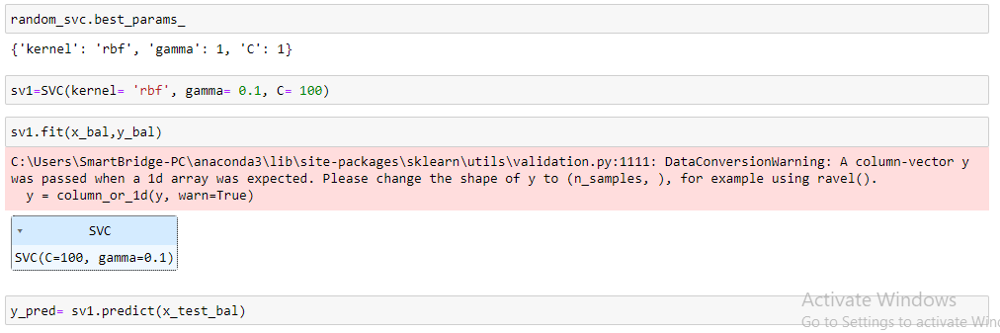 random_svc.best_params_
{'kernel': 'rbf', 'gamma': 1, 'C': 1}
sv1=SVC(kernel= 'rbf', gamma= 0.1, C= 100)
sv1.fit(x_bal,y_bal)
C:\Users\SmartBridge-PC\anaconda3\lib\site-packages\sklearn\utils\validation.py:1111: DataConversionWarning: A column-vector y
was passed when a 1d array was expected. Please change the shape of y to (n_samples, ), for example using ravel().
  y = column_or_1d(y, warn=True)
SVC
SVC(C=100, gamma=0.1)
y_pred= sv1.predict(x_test_bal)
Activate Windows
Go to Settings to activate Win